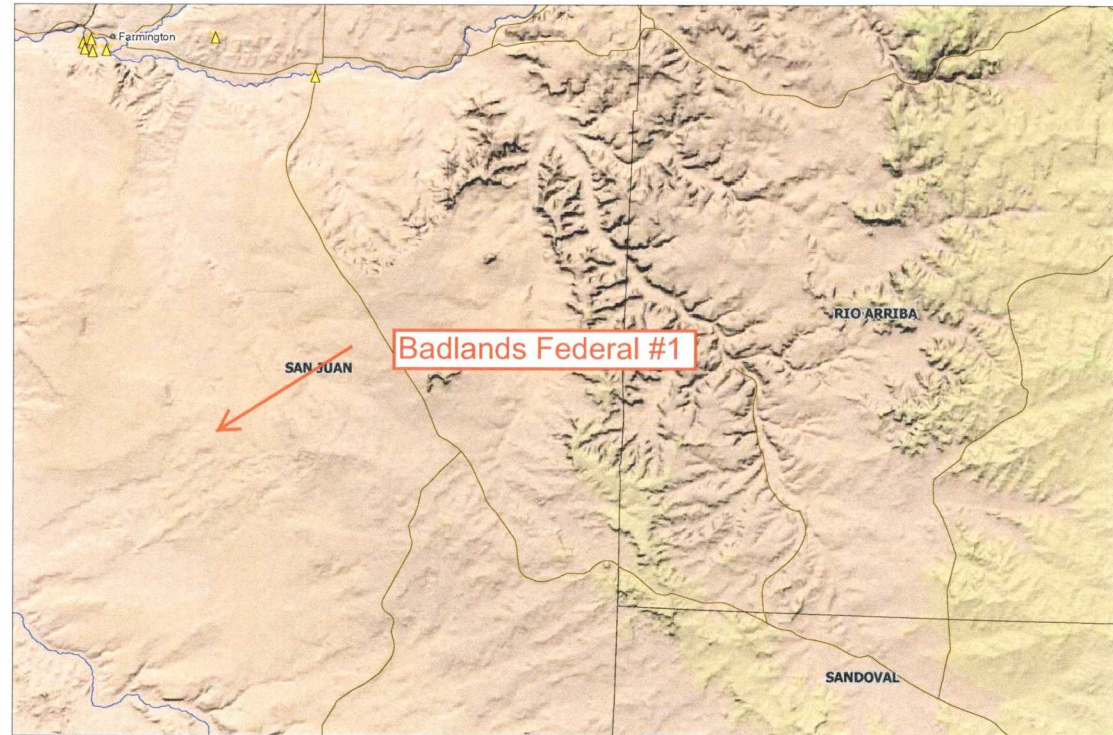 Farmington
RIO ARRIBA
Badlands Federal #1
SAN JUAN
SANDOVAL